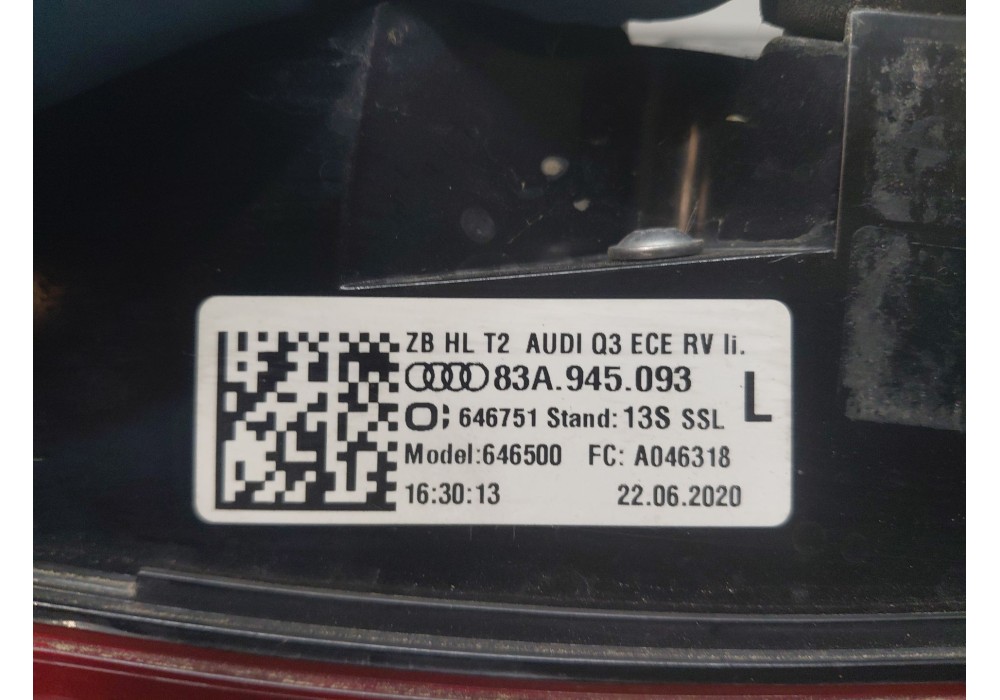 ZB HL T2 AUDI Q3 ECE RV li.
83A.945.093
L
646751 Stand: 13S SSL
Model:646500 FC: A046318
16:30:13 22.06.2020